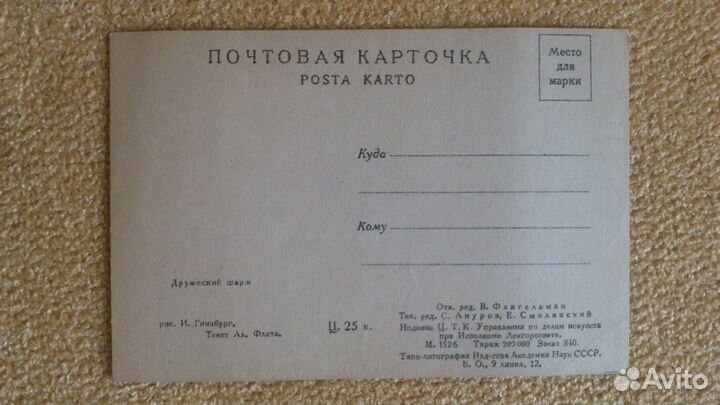 ПОЧТОВАЯ КАРТОЧКА
POSTA KARTO
Место
для
марки
Куда
Кому
Дружеский шарж
рис. И. Гинзбург.
Текст Ал. Флита.
Ц. 25 к.
Отв. ред. В. Флигельман
Тех. ред. С. Ануров, Е. Смолянский
Издание Ц. Т. К. Управления по делам искусств
при Исполкоме Ленгорсовета.
М. 1526 Тираж 200 000 Заказ 840.
Типо-литография Изд-ства Академии Наук СССР.
В. О., 9 линия, 12.
Avito